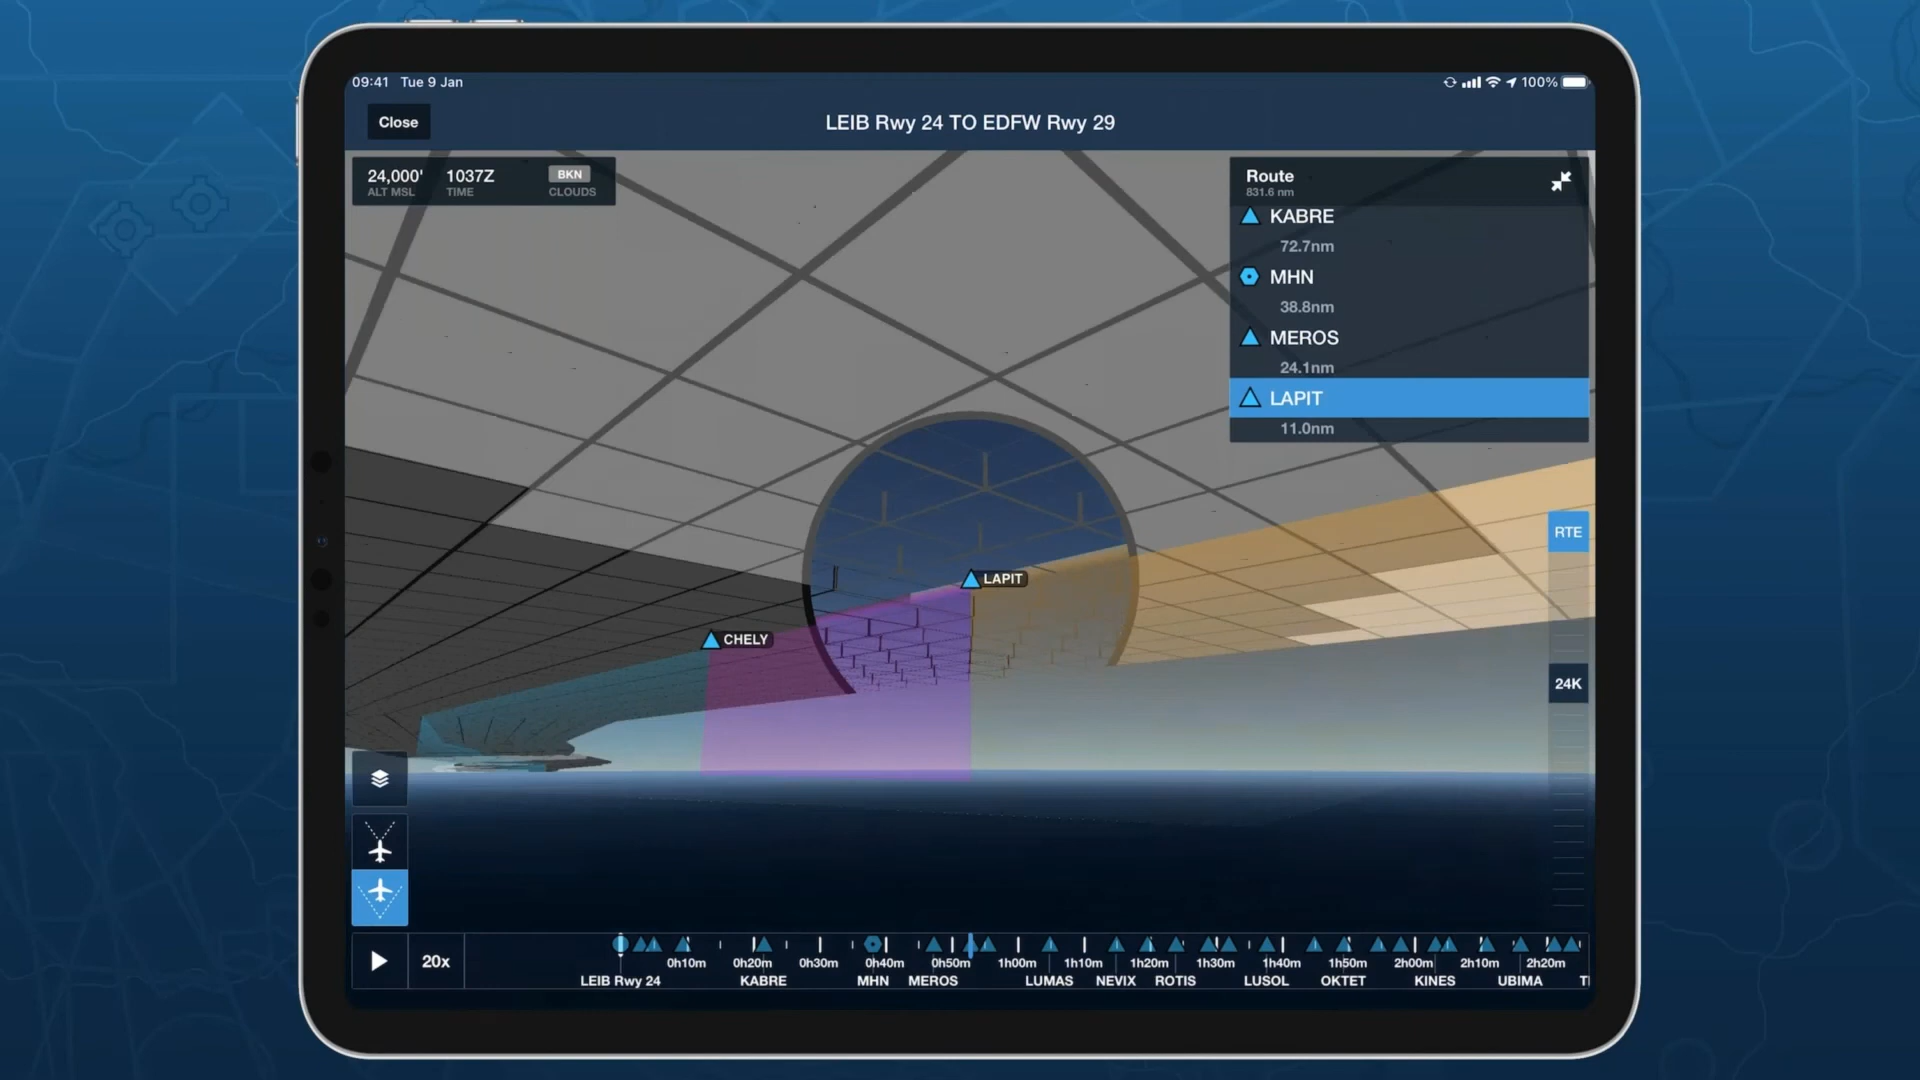 09:41 Tue 9 Jan
100%
Close
LEIB Rwy 24 TO EDFW Rwy 29
24,000' 1037Z BKN
ALT MSL TIME CLOUDS
Route
831.6 nm
KABRE
72.7nm
MHN
38.8nm
MEROS
24.1nm
LAPIT
11.0nm
RTE
LAPIT
CHELY
24K
20x
0h10m 0h20m 0h30m 0h40m 0h50m 1h00m 1h10m 1h20m 1h30m 1h40m 1h50m 2h00m 2h10m 2h20m
LEIB Rwy 24 KABRE MHN MEROS LUMAS NEVIX ROTIS LUSOL OKTET KINES UBIMA